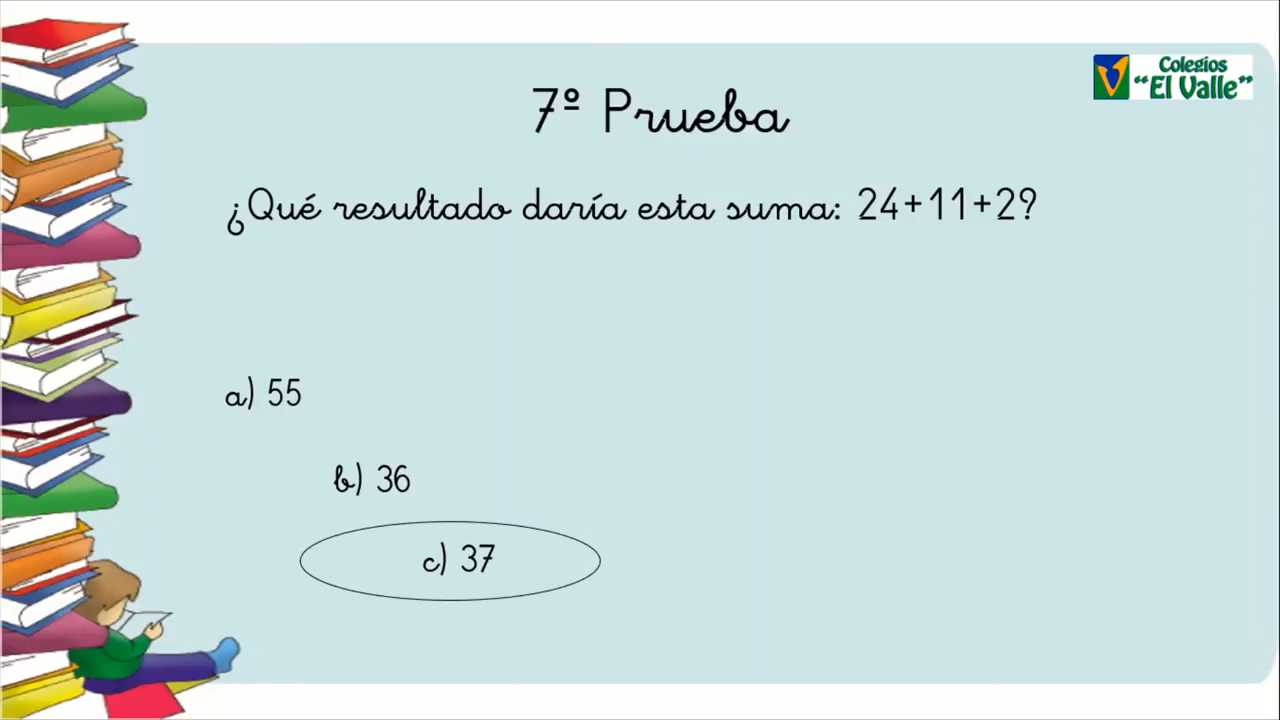 Colegios
"El Valle"
7º Prueba
¿Qué resultado daría esta suma: 24+11+2?
a) 55
b) 36
c) 37